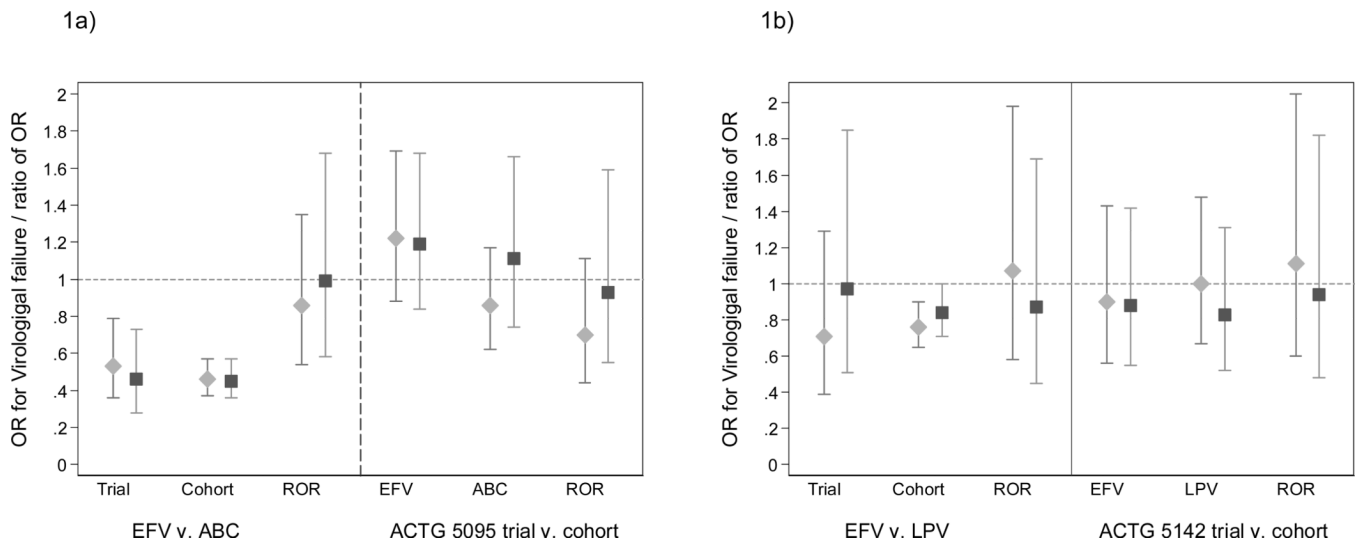 1a)
OR for Virologigal failure / ratio of OR
2
1.8
1.6
1.4
1.2
1
.8
.6
.4
.2
0
Trial Cohort ROR EFV ABC ROR
EFV v. ABC ACTG 5095 trial v. cohort
1b)
OR for Virologigal failure / ratio of OR
2
1.8
1.6
1.4
1.2
1
.8
.6
.4
.2
0
Trial Cohort ROR EFV LPV ROR
EFV v. LPV ACTG 5142 trial v. cohort